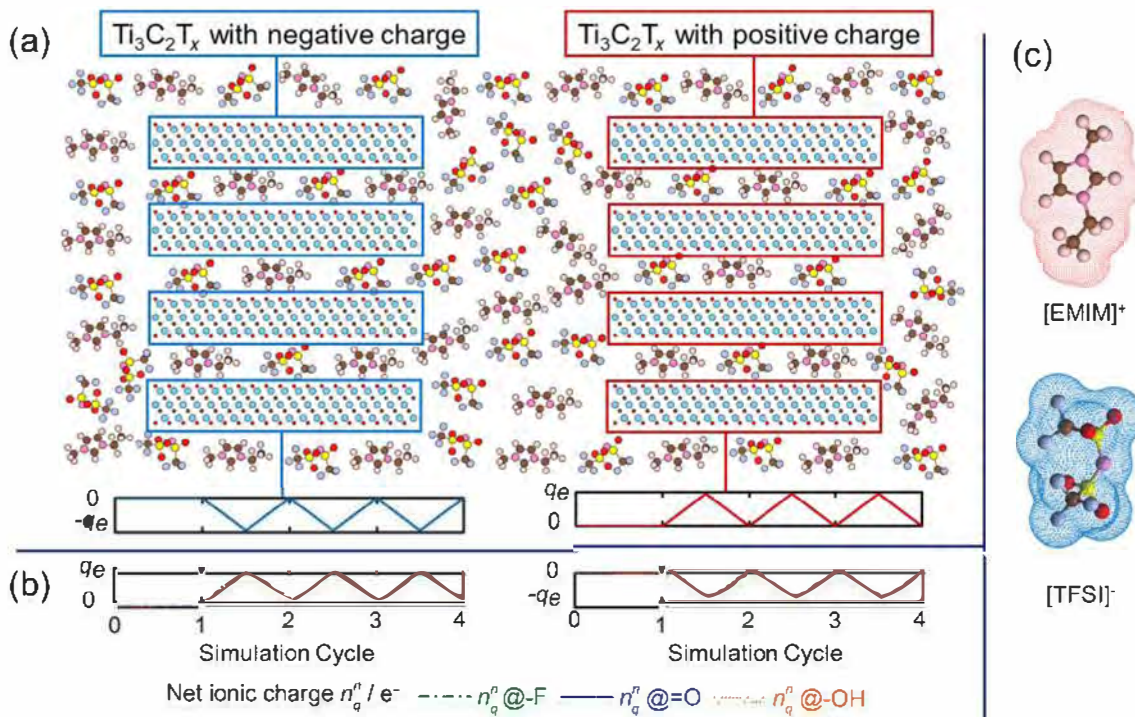 (a)
Ti₃C₂Tₓ with negative charge
Ti₃C₂Tₓ with positive charge
(c)
[EMIM]⁺
0
-qe
qe
0
[TFSI]⁻
(b)
qe
0
0
-qe
0 1 2 3 4
0 1 2 3 4
Simulation Cycle
Simulation Cycle
Net ionic charge nqⁿ / e⁻ nqⁿ@-F nqⁿ@=O nqⁿ@-OH